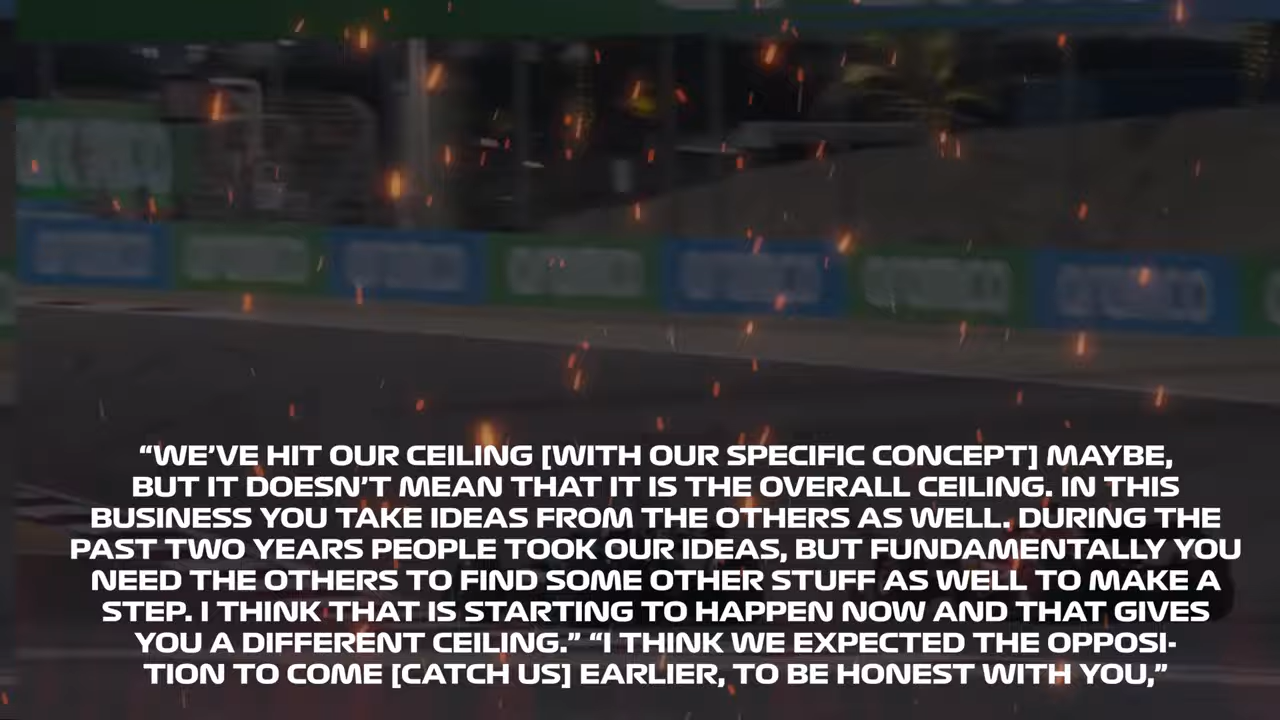 “WE’VE HIT OUR CEILING [WITH OUR SPECIFIC CONCEPT] MAYBE,
BUT IT DOESN’T MEAN THAT IT IS THE OVERALL CEILING. IN THIS
BUSINESS YOU TAKE IDEAS FROM THE OTHERS AS WELL. DURING THE
PAST TWO YEARS PEOPLE TOOK OUR IDEAS, BUT FUNDAMENTALLY YOU
NEED THE OTHERS TO FIND SOME OTHER STUFF AS WELL TO MAKE A
STEP. I THINK THAT IS STARTING TO HAPPEN NOW AND THAT GIVES
YOU A DIFFERENT CEILING.” “I THINK WE EXPECTED THE OPPOSI-
TION TO COME [CATCH US] EARLIER, TO BE HONEST WITH YOU,”